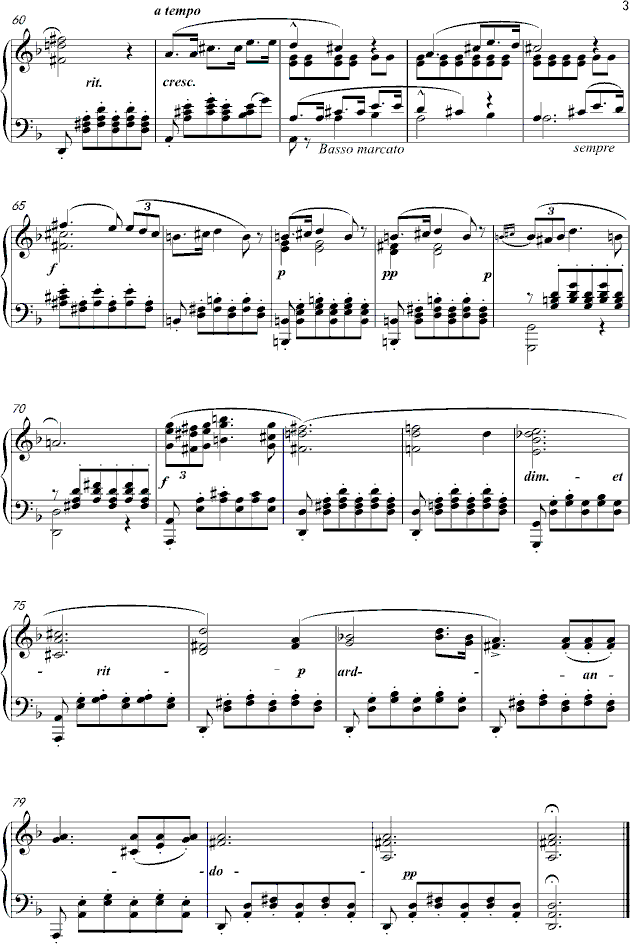 3
60
a tempo
rit.
cresc.
Basso marcato
sempre
65
3
3
f
p
pp
p
70
3
f
dim. - et
75
- rit - - p ard- - - an -
79
- - do - - pp